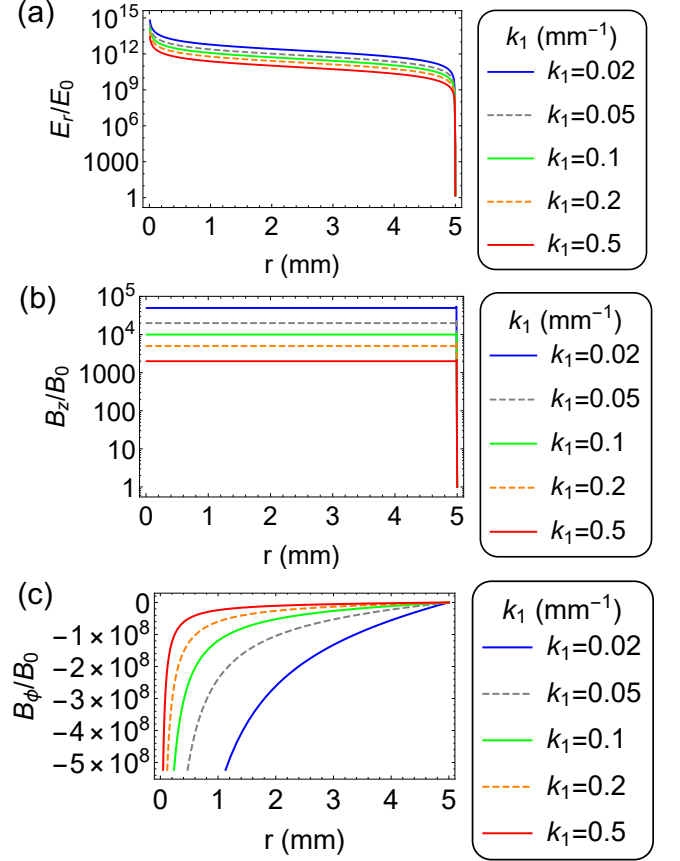 (a)
E_r/E_0
10^15
10^12
10^9
10^6
1000
1
0 1 2 3 4 5
r (mm)
k_1 (mm^−1)
k_1=0.02
k_1=0.05
k_1=0.1
k_1=0.2
k_1=0.5
(b)
B_z/B_0
10^5
10^4
1000
100
10
1
0 1 2 3 4 5
r (mm)
k_1 (mm^−1)
k_1=0.02
k_1=0.05
k_1=0.1
k_1=0.2
k_1=0.5
(c)
B_ϕ/B_0
0
−1×10^8
−2×10^8
−3×10^8
−4×10^8
−5×10^8
0 1 2 3 4 5
r (mm)
k_1 (mm^−1)
k_1=0.02
k_1=0.05
k_1=0.1
k_1=0.2
k_1=0.5